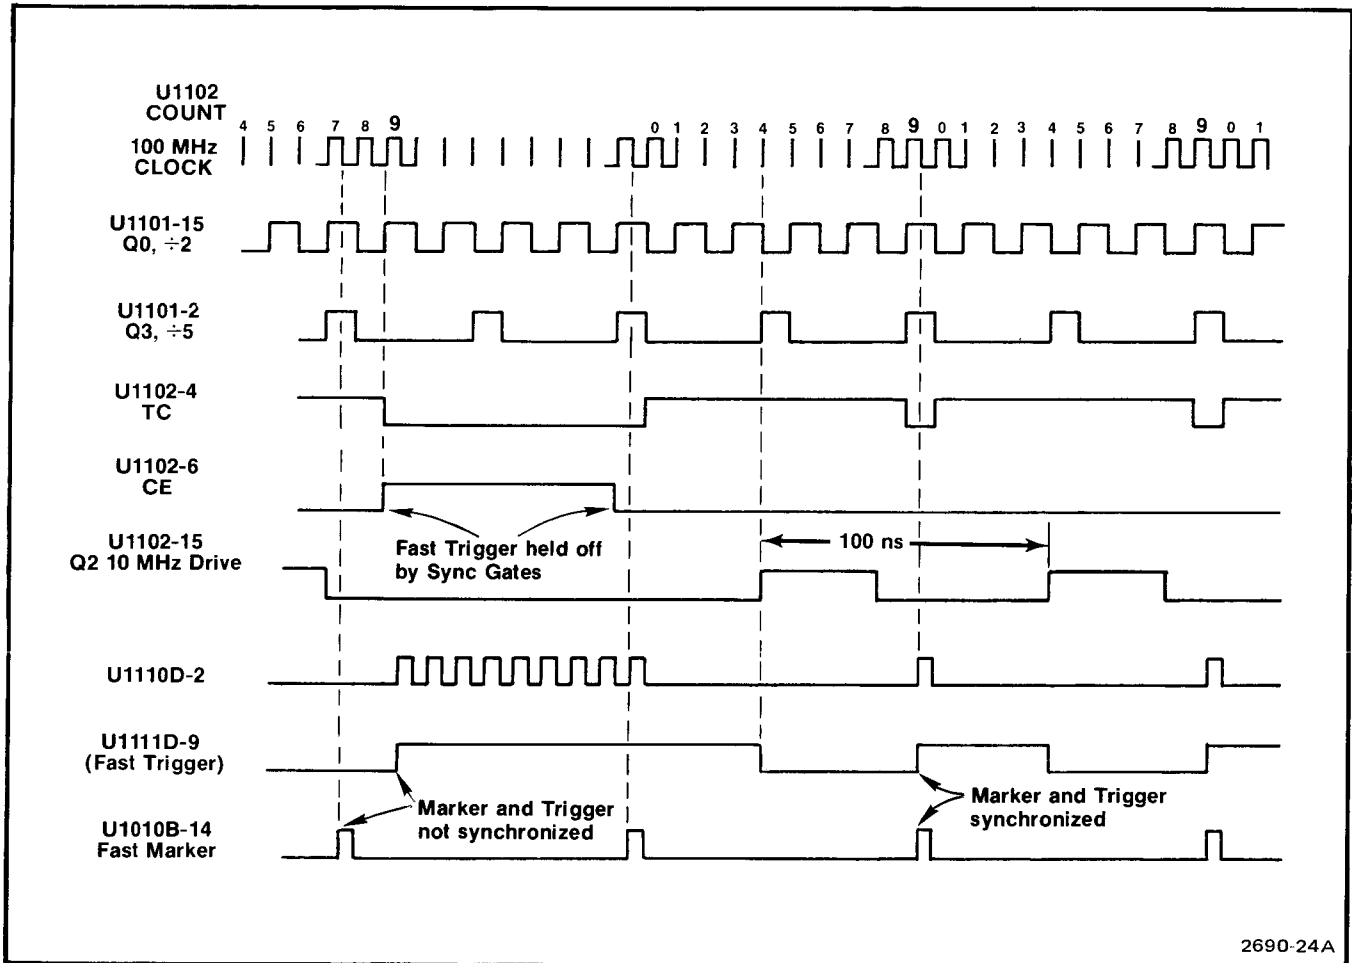 U1102
COUNT
4 5 6 7 8 9 0 1 2 3 4 5 6 7 8 9 0 1 2 3 4 5 6 7 8 9 0 1
100 MHz
CLOCK
U1101-15
Q0, ÷2
U1101-2
Q3, ÷5
U1102-4
TC
U1102-6
CE
Fast Trigger held off
by Sync Gates
U1102-15
Q2 10 MHz Drive
100 ns
U1110D-2
U1111D-9
(Fast Trigger)
Marker and Trigger
not synchronized
Marker and Trigger
synchronized
U1010B-14
Fast Marker
2690-24A